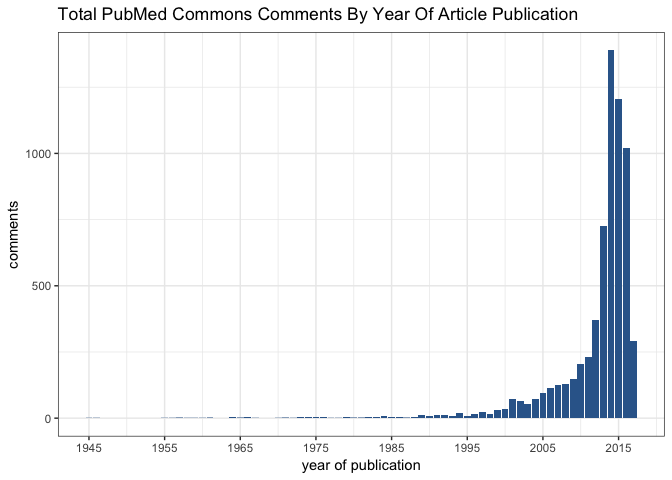 Total PubMed Commons Comments By Year Of Article Publication
1000
500
0
comments
1945 1955 1965 1975 1985 1995 2005 2015
year of publication